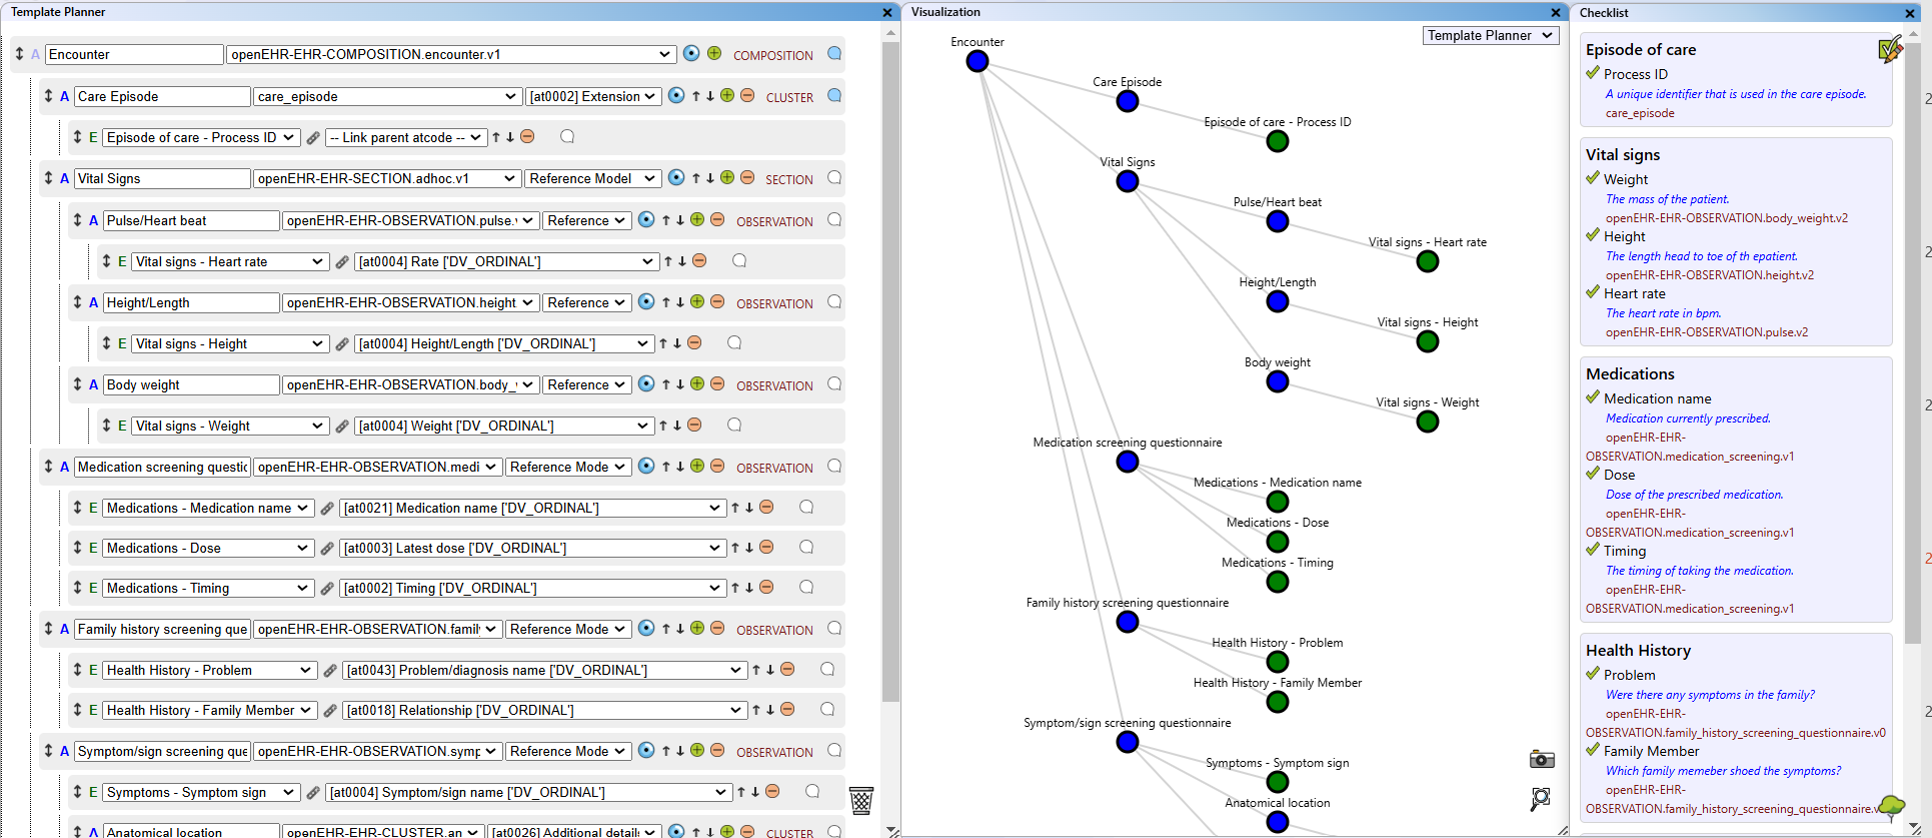 Template Planner
Encounter openEHR-EHR-COMPOSITION.encounter.v1 COMPOSITION
A Care Episode care_episode [at0002] Extension CLUSTER
E Episode of care - Process ID -- Link parent atcode --
A Vital Signs openEHR-EHR-SECTION.adhoc.v1 Reference Model SECTION
A Pulse/Heart beat openEHR-EHR-OBSERVATION.pulse. Reference OBSERVATION
E Vital signs - Heart rate [at0004] Rate ['DV_ORDINAL']
A Height/Length openEHR-EHR-OBSERVATION.height Reference OBSERVATION
E Vital signs - Height [at0004] Height/Length ['DV_ORDINAL']
A Body weight openEHR-EHR-OBSERVATION.body_ Reference OBSERVATION
E Vital signs - Weight [at0004] Weight ['DV_ORDINAL']
A Medication screening questic openEHR-EHR-OBSERVATION.medi Reference Mode OBSERVATION
E Medications - Medication name [at0021] Medication name ['DV_ORDINAL']
E Medications - Dose [at0003] Latest dose ['DV_ORDINAL']
E Medications - Timing [at0002] Timing ['DV_ORDINAL']
A Family history screening que openEHR-EHR-OBSERVATION.famil Reference Mode OBSERVATION
E Health History - Problem [at0043] Problem/diagnosis name ['DV_ORDINAL']
E Health History - Family Member [at0018] Relationship ['DV_ORDINAL']
A Symptom/sign screening que openEHR-EHR-OBSERVATION.symp Reference Mode OBSERVATION
E Symptoms - Symptom sign [at0004] Symptom/sign name ['DV_ORDINAL']
A Anatomical location openEHR-EHR-CLUSTER.an [at0026] Additional detail CLUSTER
Visualization
Template Planner
Encounter
Care Episode
Episode of care - Process ID
Vital Signs
Pulse/Heart beat
Vital signs - Heart rate
Height/Length
Vital signs - Height
Body weight
Vital signs - Weight
Medication screening questionnaire
Medications - Medication name
Medications - Dose
Medications - Timing
Family history screening questionnaire
Health History - Problem
Health History - Family Member
Symptom/sign screening questionnaire
Symptoms - Symptom sign
Anatomical location
Checklist
Episode of care
Process ID
A unique identifier that is used in the care episode.
care_episode
Vital signs
Weight
The mass of the patient.
openEHR-EHR-OBSERVATION.body_weight.v2
Height
The length head to toe of th epatient.
openEHR-EHR-OBSERVATION.height.v2
Heart rate
The heart rate in bpm.
openEHR-EHR-OBSERVATION.pulse.v2
Medications
Medication name
Medication currently prescribed.
openEHR-EHR-
OBSERVATION.medication_screening.v1
Dose
Dose of the prescribed medication.
openEHR-EHR-
OBSERVATION.medication_screening.v1
Timing
The timing of taking the medication.
openEHR-EHR-
OBSERVATION.medication_screening.v1
Health History
Problem
Were there any symptoms in the family?
openEHR-EHR-
OBSERVATION.family_history_screening_questionnaire.v0
Family Member
Which family memeber shoed the symptoms?
openEHR-EHR-
OBSERVATION.family_history_screening_questionnaire.v